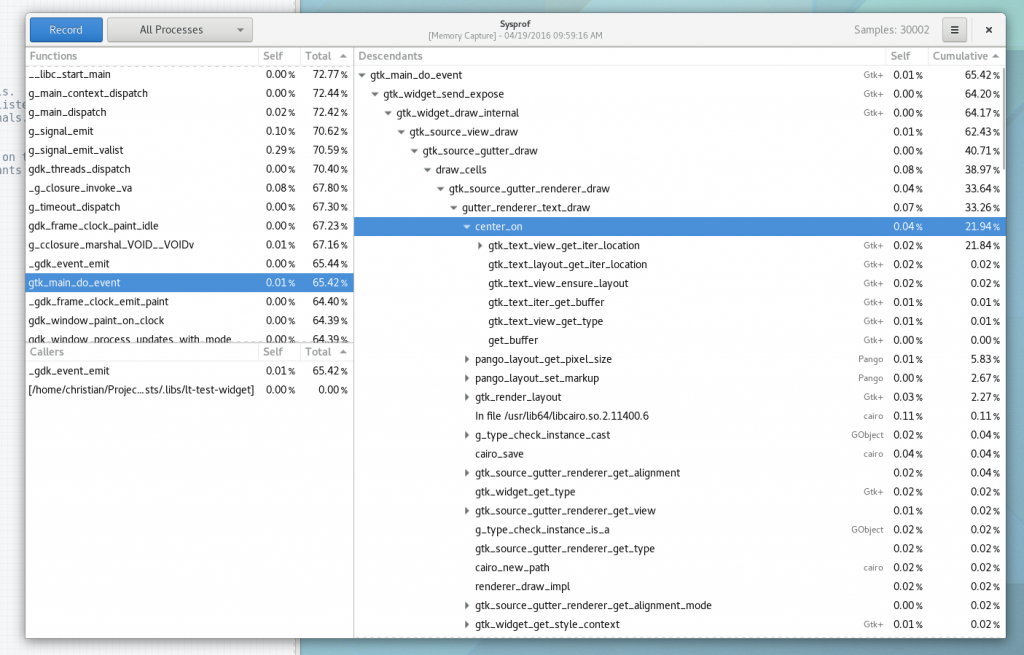 Record
All Processes
Sysprof
[Memory Capture] - 04/19/2016 09:59:16 AM
Samples: 30002
Functions Self Total
__libc_start_main 0.00% 72.77%
g_main_context_dispatch 0.00% 72.44%
g_main_dispatch 0.02% 72.42%
g_signal_emit 0.10% 70.62%
g_signal_emit_valist 0.29% 70.59%
gdk_threads_dispatch 0.00% 70.40%
_g_closure_invoke_va 0.08% 67.80%
g_timeout_dispatch 0.00% 67.30%
gdk_frame_clock_paint_idle 0.00% 67.23%
g_cclosure_marshal_VOID__VOIDv 0.01% 67.16%
_gdk_event_emit 0.00% 65.44%
gtk_main_do_event 0.01% 65.42%
_gdk_frame_clock_emit_paint 0.00% 64.40%
gdk_window_paint_on_clock 0.00% 64.39%
gdk_window_process_updates_with_mode 0.00% 64.39%
Callers Self Total
_gdk_event_emit 0.01% 65.42%
[/home/christian/Projec...sts/.libs/lt-test-widget] 0.00% 0.00%
Descendants Self Cumulative
gtk_main_do_event Gtk+ 0.01% 65.42%
gtk_widget_send_expose Gtk+ 0.00% 64.20%
gtk_widget_draw_internal Gtk+ 0.00% 64.17%
gtk_source_view_draw 0.01% 62.43%
gtk_source_gutter_draw 0.00% 40.71%
draw_cells 0.08% 38.97%
gtk_source_gutter_renderer_draw 0.04% 33.64%
gutter_renderer_text_draw 0.07% 33.26%
center_on 0.04% 21.94%
gtk_text_view_get_iter_location Gtk+ 0.02% 21.84%
gtk_text_layout_get_iter_location Gtk+ 0.02% 0.02%
gtk_text_view_ensure_layout Gtk+ 0.02% 0.02%
gtk_text_iter_get_buffer Gtk+ 0.01% 0.01%
gtk_text_view_get_type Gtk+ 0.01% 0.01%
get_buffer Gtk+ 0.00% 0.00%
pango_layout_get_pixel_size Pango 0.01% 5.83%
pango_layout_set_markup Pango 0.00% 2.67%
gtk_render_layout Gtk+ 0.03% 2.27%
In file /usr/lib64/libcairo.so.2.11400.6 cairo 0.11% 0.11%
g_type_check_instance_cast GObject 0.02% 0.04%
cairo_save cairo 0.04% 0.04%
gtk_source_gutter_renderer_get_alignment 0.02% 0.04%
gtk_widget_get_type Gtk+ 0.02% 0.02%
gtk_source_gutter_renderer_get_view 0.01% 0.02%
g_type_check_instance_is_a GObject 0.02% 0.02%
gtk_source_gutter_renderer_get_type 0.02% 0.02%
cairo_new_path cairo 0.02% 0.02%
renderer_draw_impl 0.02% 0.02%
gtk_source_gutter_renderer_get_alignment_mode 0.00% 0.02%
gtk_widget_get_style_context Gtk+ 0.01% 0.02%